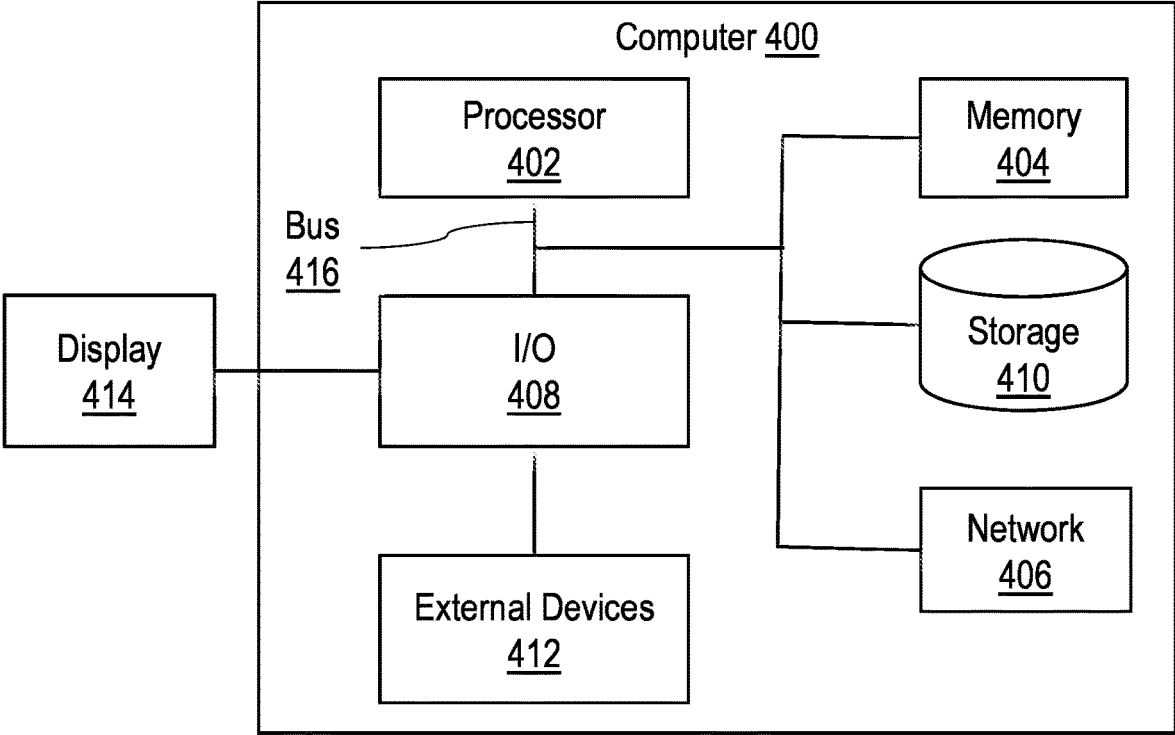 Computer 400
Processor
402
Memory
404
Bus
416
Display
414
I/O
408
Storage
410
External Devices
412
Network
406